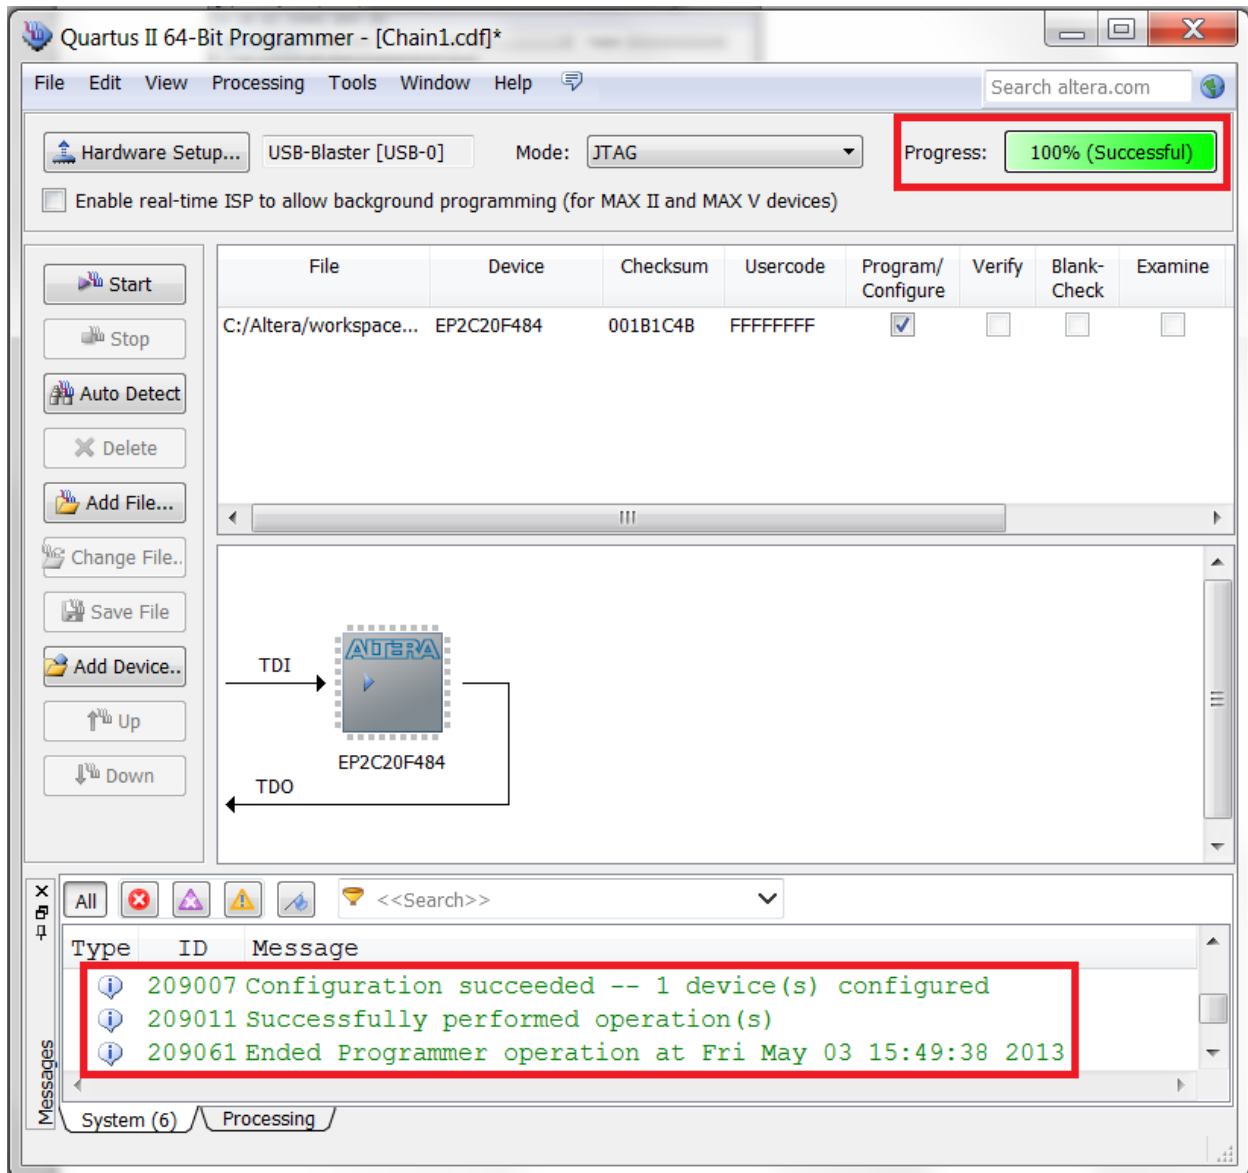 Quartus II 64-Bit Programmer - [Chain1.cdf]*
File Edit View Processing Tools Window Help
Search altera.com
Hardware Setup... USB-Blaster [USB-0] Mode: JTAG Progress: 100% (Successful)
Enable real-time ISP to allow background programming (for MAX II and MAX V devices)
File Device Checksum Usercode Program/ Configure Verify Blank- Check Examine
C:/Altera/workspace... EP2C20F484 001B1C4B FFFFFFFF
Start
Stop
Auto Detect
Delete
Add File...
Change File..
Save File
Add Device..
Up
Down
ALTERA
TDI
EP2C20F484
TDO
All <<Search>>
Type ID Message
209007 Configuration succeeded -- 1 device(s) configured
209011 Successfully performed operation(s)
209061 Ended Programmer operation at Fri May 03 15:49:38 2013
Messages
System (6) Processing